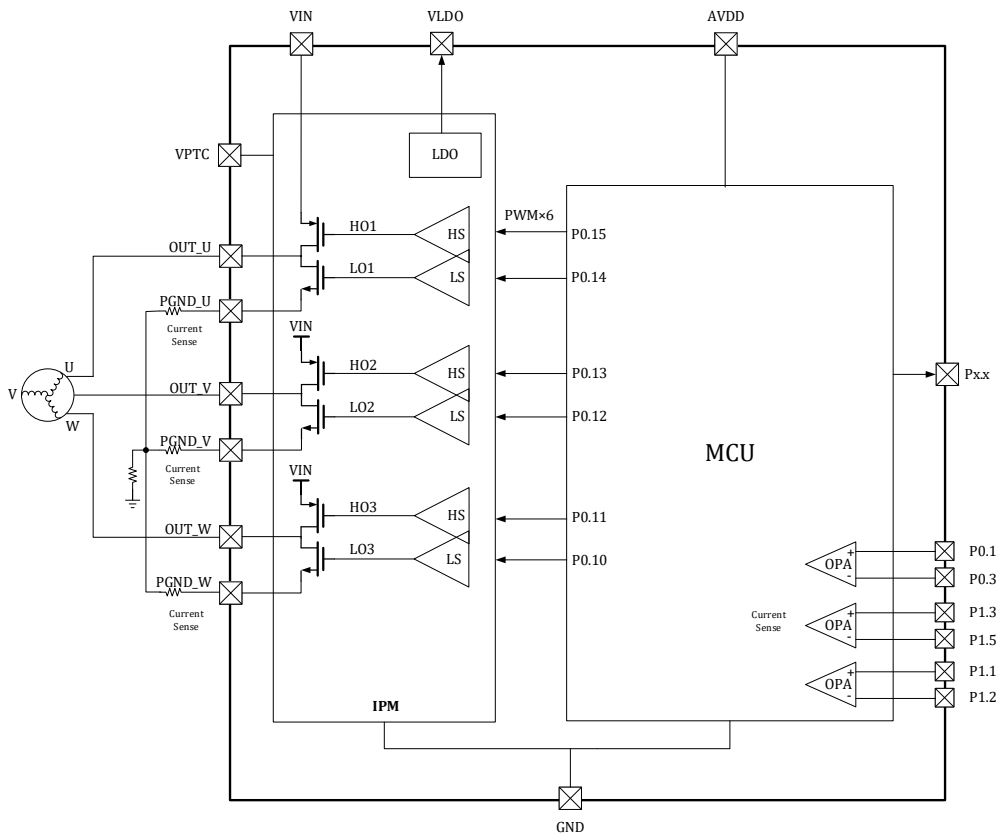 VIN
VLDO
AVDD
VPTC
LDO
PWM×6
HO1
HS
P0.15
OUT_U
LO1
LS
P0.14
PGND_U
Current
Sense
VIN
U
HO2
HS
P0.13
Px.x
V
OUT_V
W
LO2
LS
P0.12
PGND_V
MCU
Current
Sense
VIN
HO3
HS
P0.11
OUT_W
LO3
LS
P0.10
PGND_W
Current
Sense
+
OPA
-
P0.1
P0.3
Current
Sense
+
OPA
-
P1.3
P1.5
+
OPA
-
P1.1
P1.2
IPM
GND